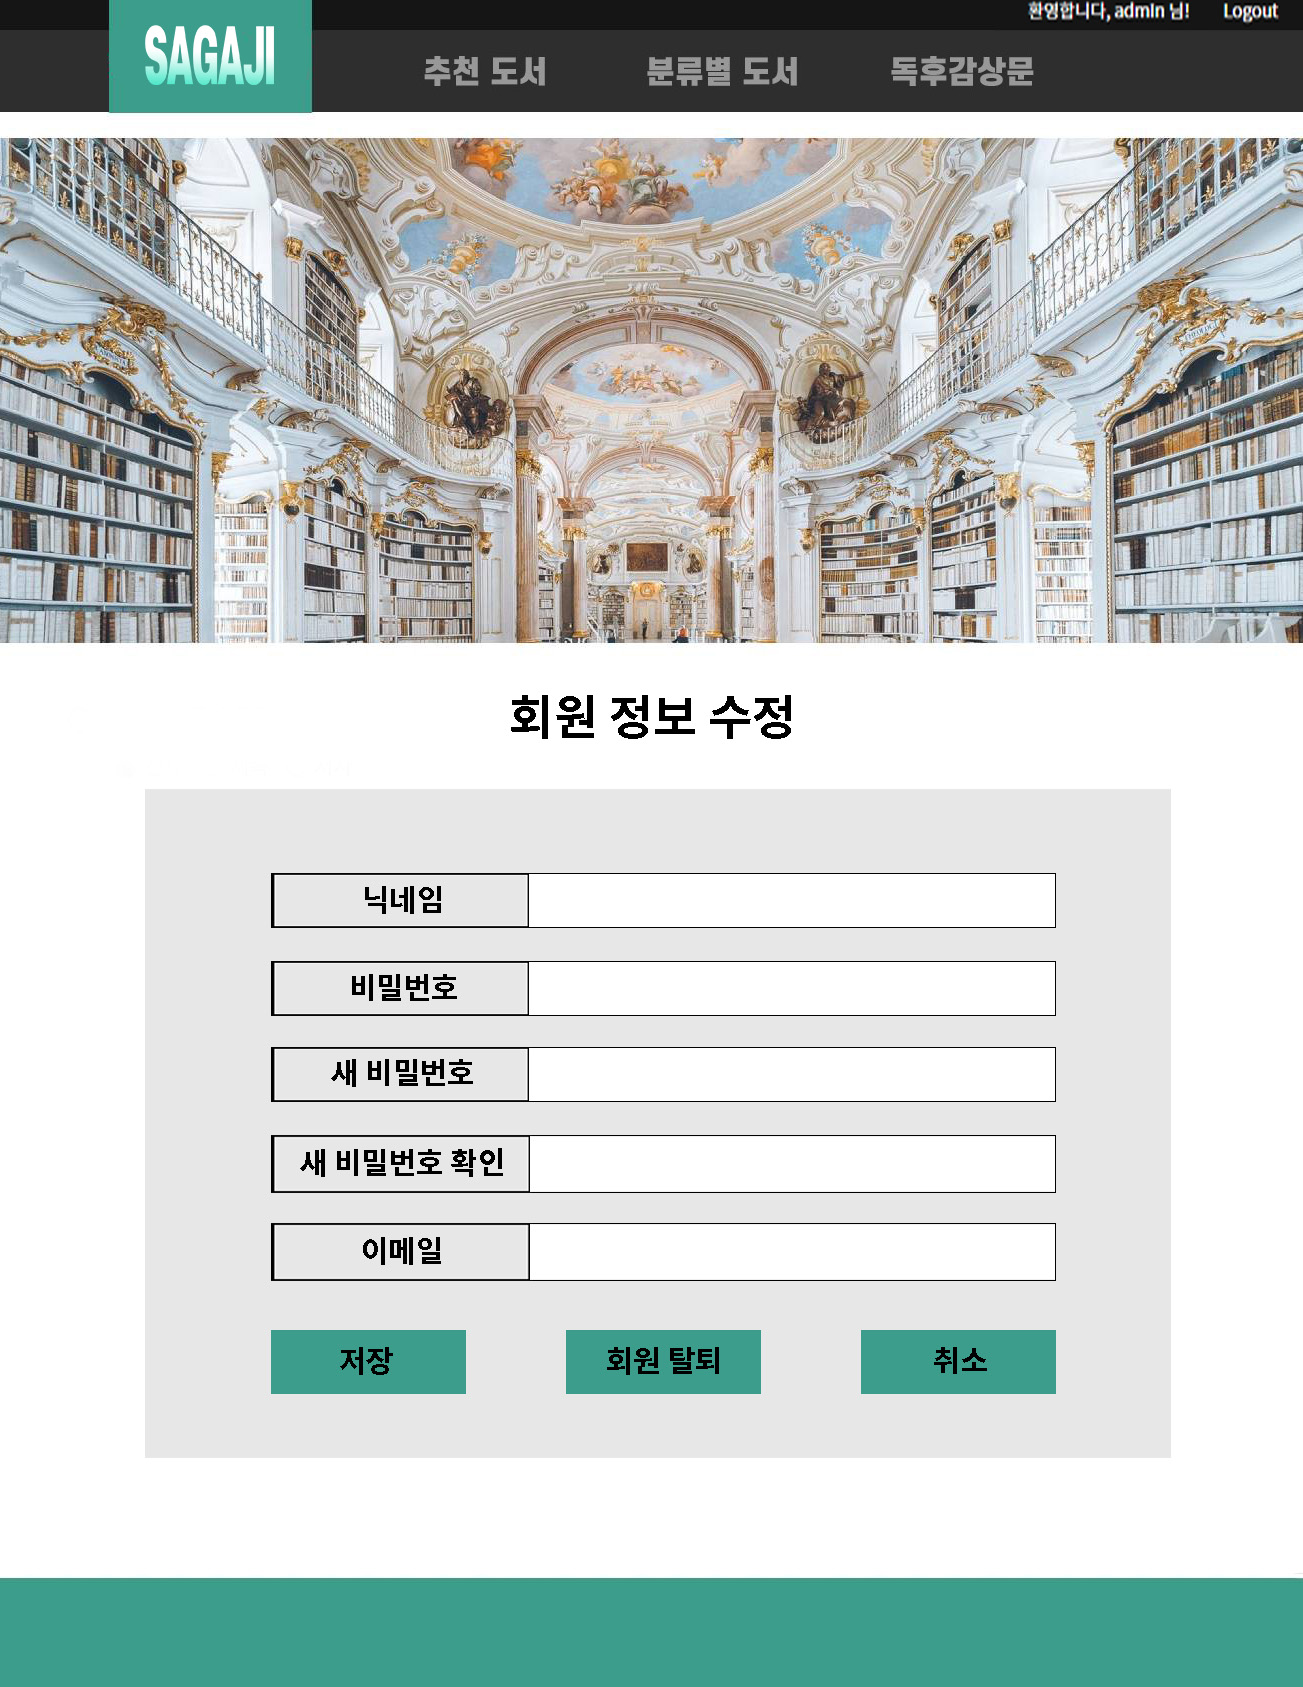 환영합니다, admin 님! Logout
SAGAJI
추천 도서 분류별 도서 독후감상문
회원 정보 수정
닉네임
비밀번호
새 비밀번호
새 비밀번호 확인
이메일
저장 회원 탈퇴 취소